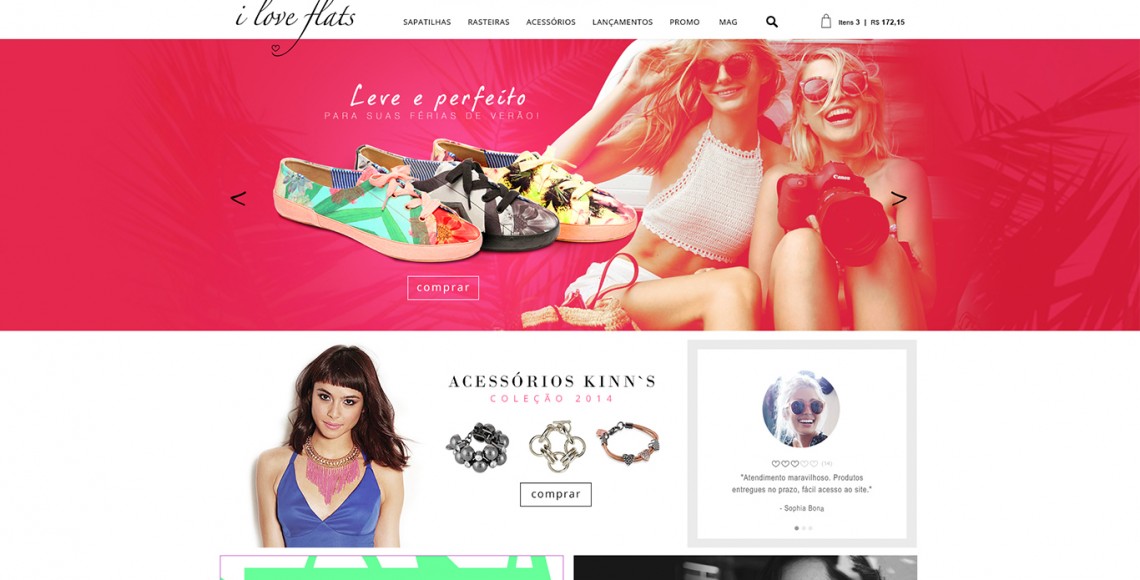 i love flats
SAPATILHAS RASTEIRAS ACESSÓRIOS LANÇAMENTOS PROMO MAG
Itens 3 | R$ 172,15
Leve e perfeito
PARA SUAS FÉRIAS DE VERÃO!
< >
Canon
comprar
ACESSÓRIOS KINN`S
COLEÇÃO 2014
comprar
(14)
"Atendimento maravilhoso. Produtos
entregues no prazo, fácil acesso ao site."
- Sophia Bona